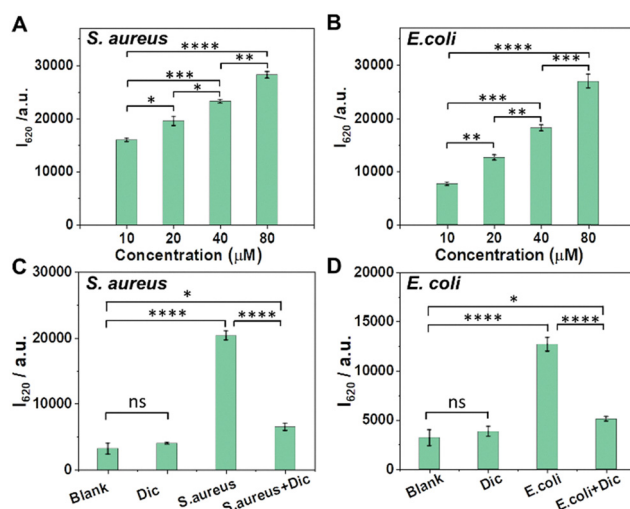 A
S. aureus
****
***
**
*
*
30000
20000
10000
0
I620 /a.u.
10 20 40 80
Concentration (μM)
B
E.coli
****
***
***
**
**
30000
20000
10000
0
I620 /a.u.
10 20 40 80
Concentration (μM)
C
S. aureus
*
****
****
ns
20000
10000
0
I620 / a.u.
Blank Dic S.aureus S.aureus+Dic
D
E. coli
*
****
****
ns
20000
15000
10000
5000
0
I620 / a.u.
Blank Dic E.coli E.coli+Dic